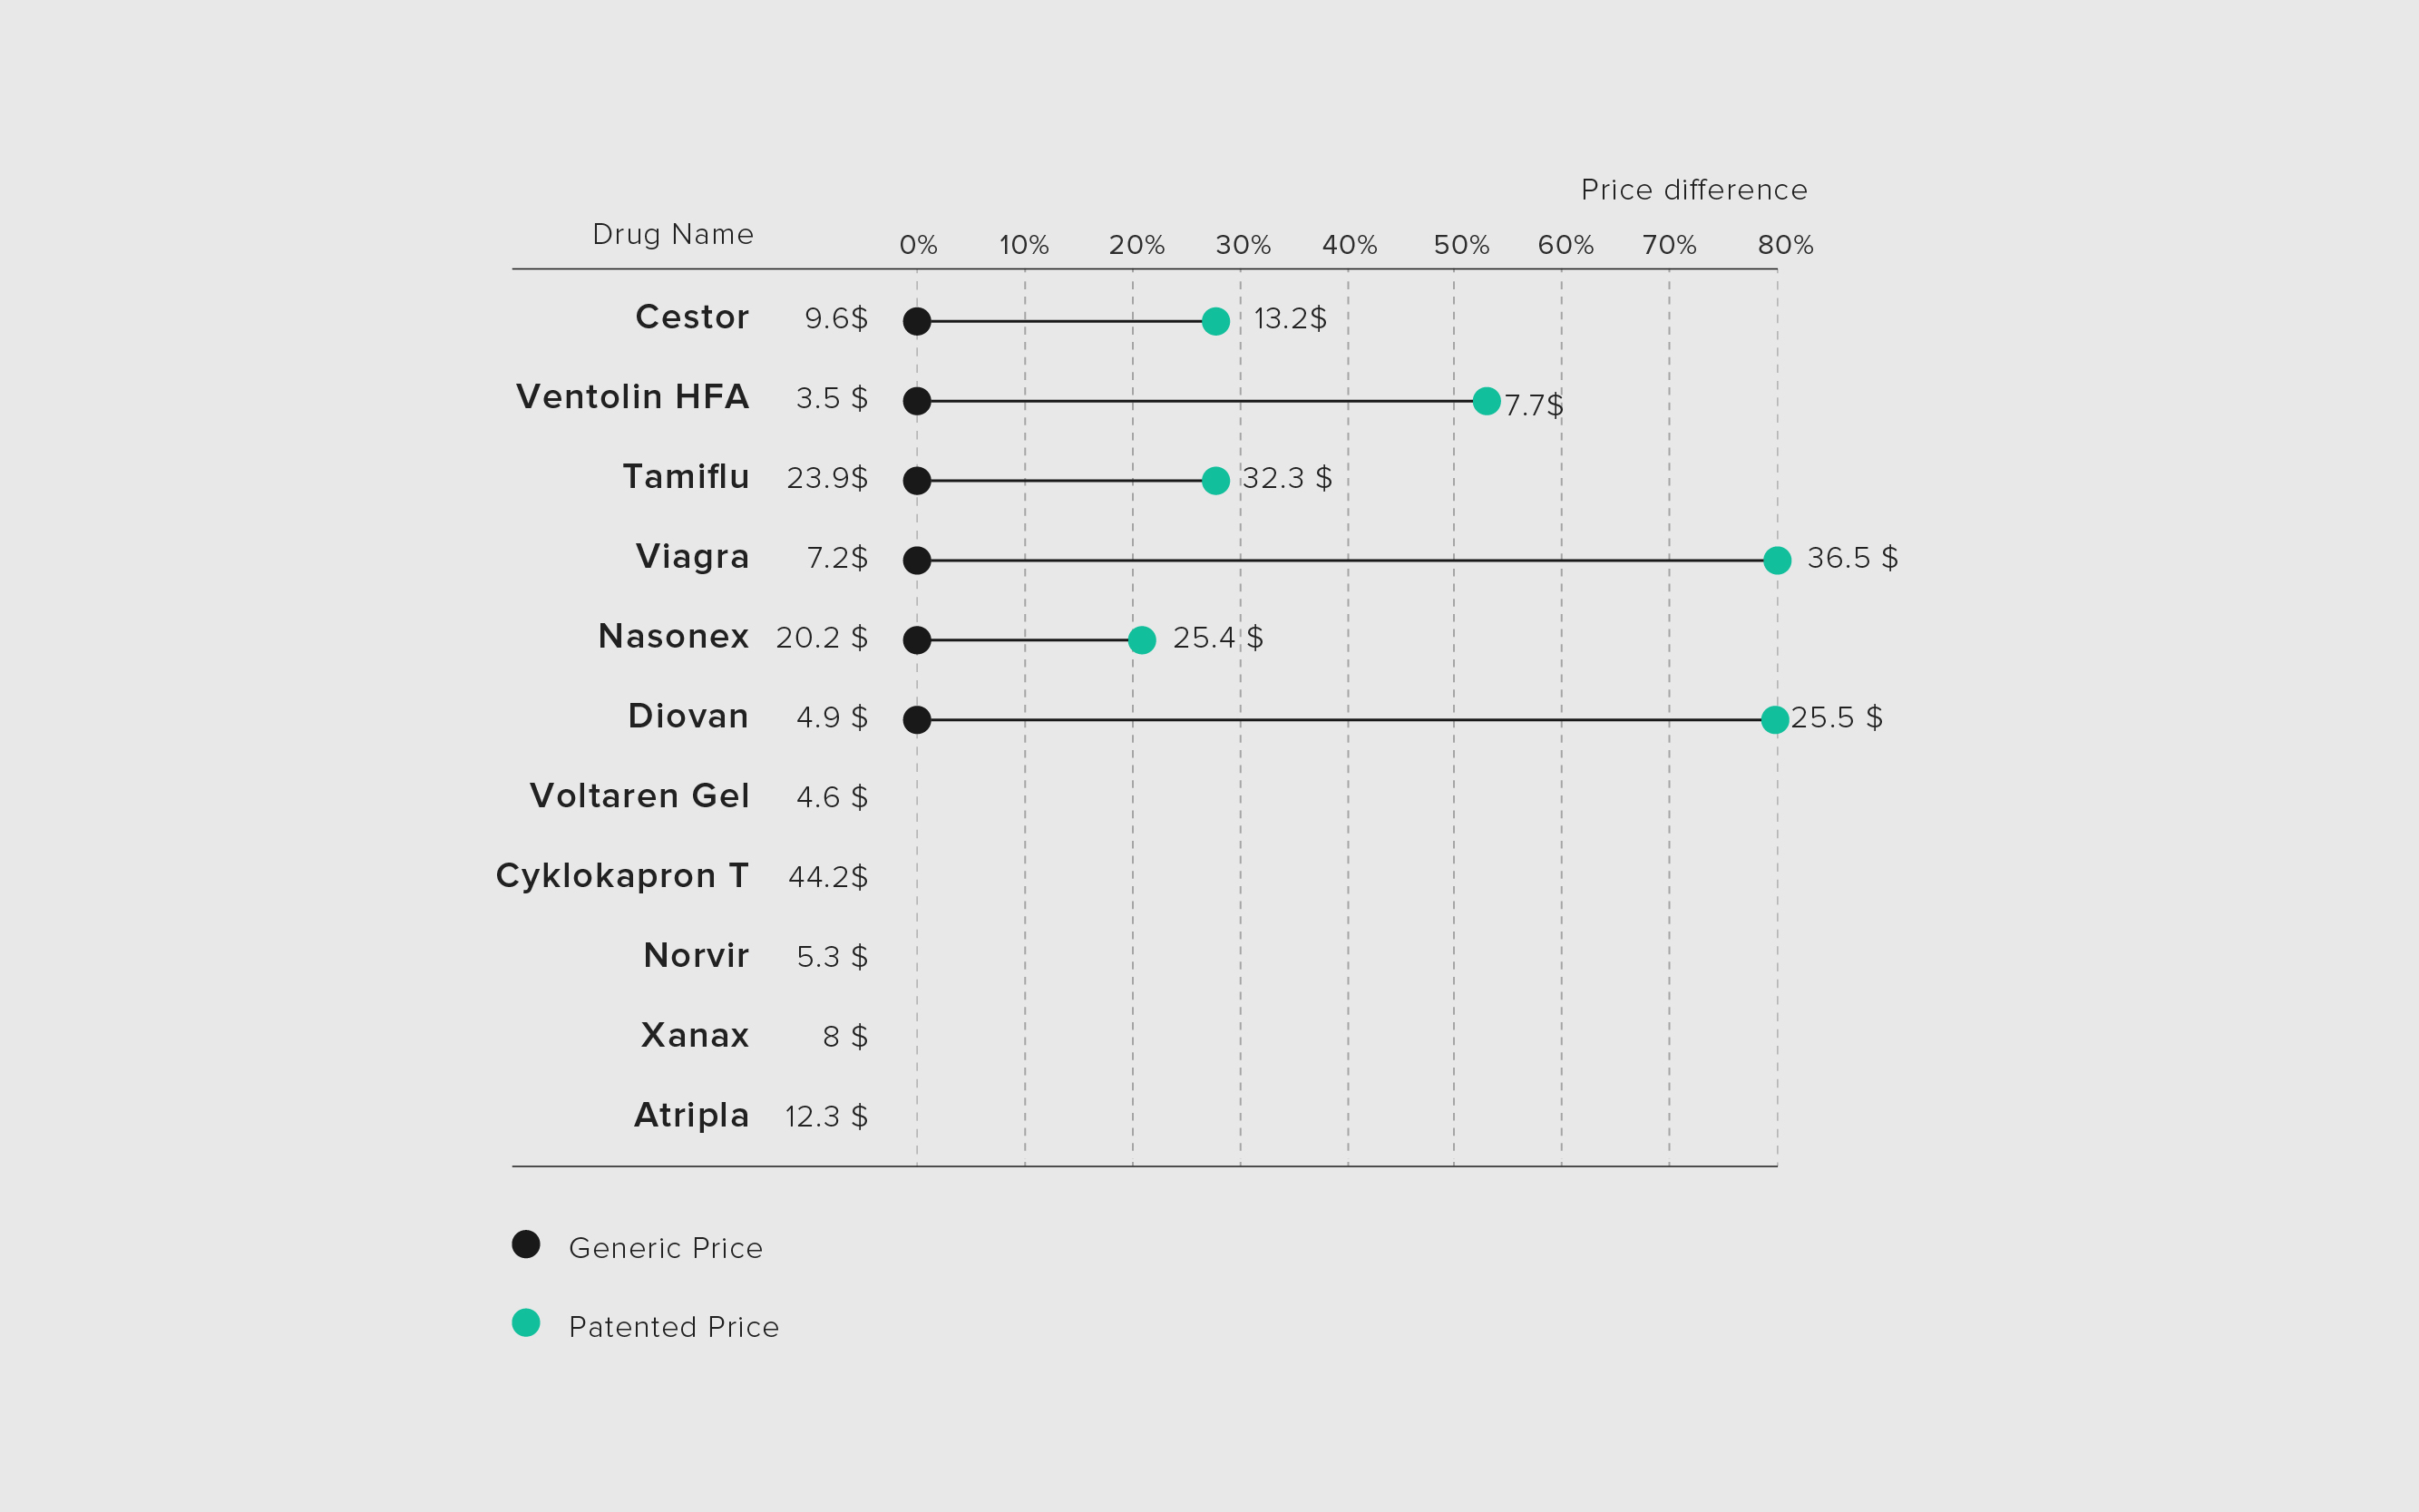 Price difference
Drug Name 0% 10% 20% 30% 40% 50% 60% 70% 80%
Cestor 9.6$ 13.2$
Ventolin HFA 3.5 $ 7.7$
Tamiflu 23.9$ 32.3 $
Viagra 7.2$ 36.5 $
Nasonex 20.2 $ 25.4 $
Diovan 4.9 $ 25.5 $
Voltaren Gel 4.6 $
Cyklokapron T 44.2$
Norvir 5.3 $
Xanax 8 $
Atripla 12.3 $
Generic Price
Patented Price